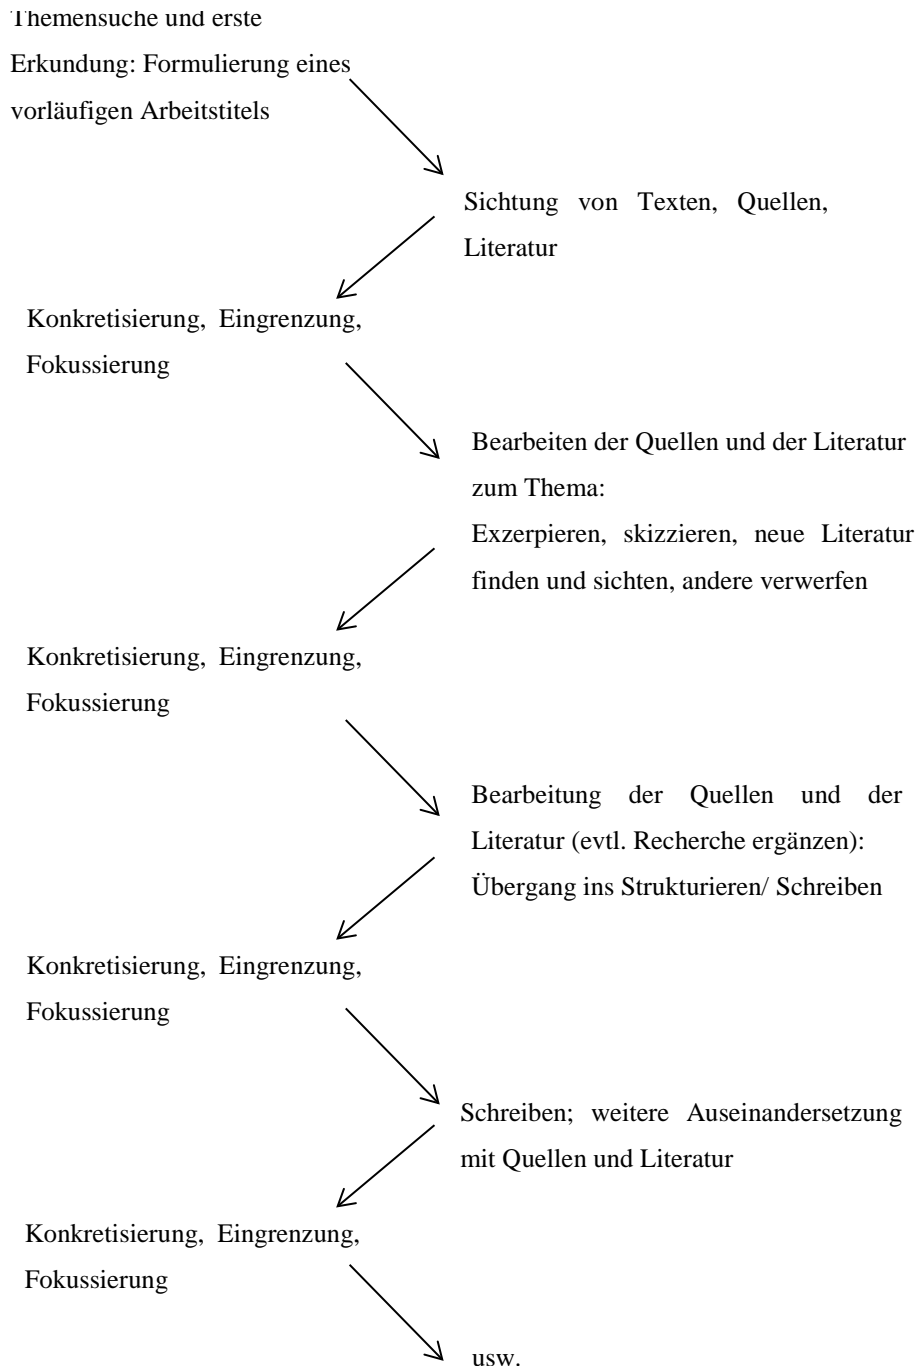 Themensuche und erste
Erkundung: Formulierung eines
vorläufigen Arbeitstitels
Sichtung von Texten, Quellen,
Literatur
Konkretisierung, Eingrenzung,
Fokussierung
Bearbeiten der Quellen und der Literatur
zum Thema:
Exzerpieren, skizzieren, neue Literatur
finden und sichten, andere verwerfen
Konkretisierung, Eingrenzung,
Fokussierung
Bearbeitung der Quellen und der
Literatur (evtl. Recherche ergänzen):
Übergang ins Strukturieren/ Schreiben
Konkretisierung, Eingrenzung,
Fokussierung
Schreiben; weitere Auseinandersetzung
mit Quellen und Literatur
Konkretisierung, Eingrenzung,
Fokussierung
usw.